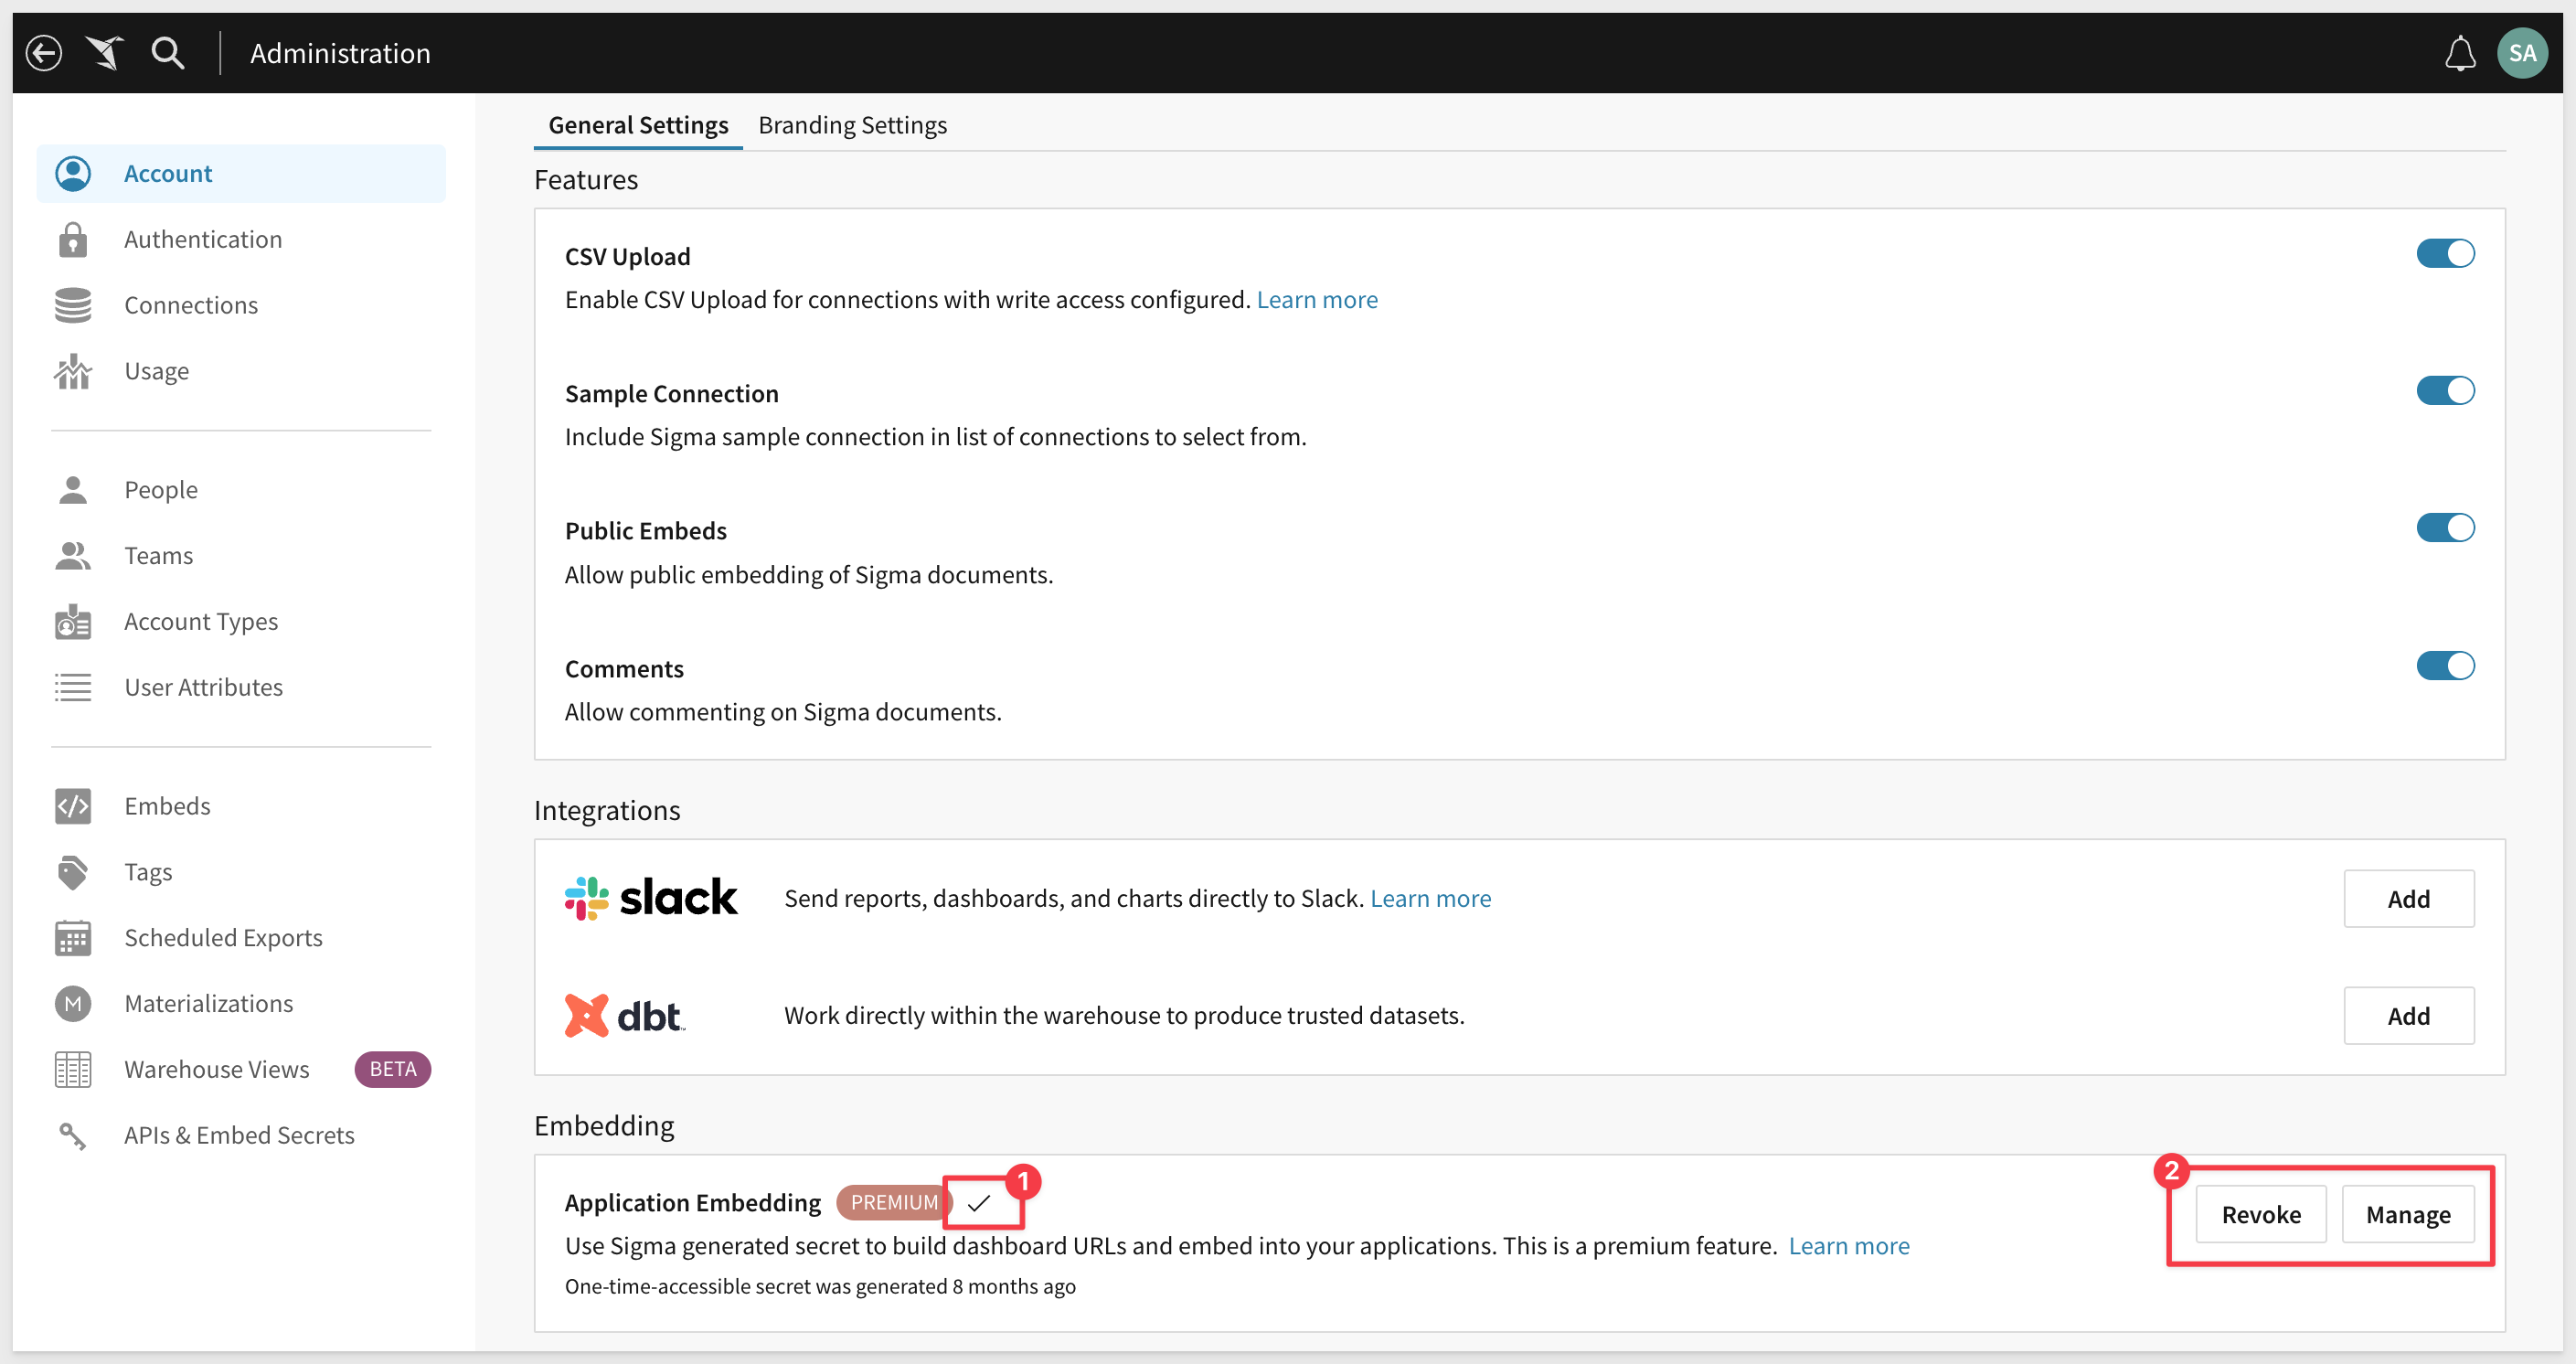 Administration
SA
Account
Authentication
Connections
Usage
People
Teams
Account Types
User Attributes
Embeds
Tags
Scheduled Exports
M
Materializations
Warehouse Views BETA
APIs & Embed Secrets
General Settings Branding Settings
Features
CSV Upload
Enable CSV Upload for connections with write access configured. Learn more
Sample Connection
Include Sigma sample connection in list of connections to select from.
Public Embeds
Allow public embedding of Sigma documents.
Comments
Allow commenting on Sigma documents.
Integrations
slack Send reports, dashboards, and charts directly to Slack. Learn more Add
dbt Work directly within the warehouse to produce trusted datasets. Add
Embedding
Application Embedding PREMIUM 1
Use Sigma generated secret to build dashboard URLs and embed into your applications. This is a premium feature. Learn more
One-time-accessible secret was generated 8 months ago
2
Revoke Manage